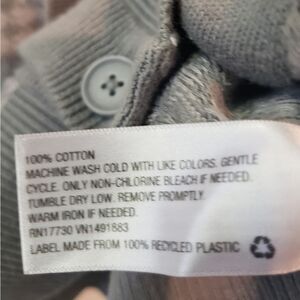 100% COTTON
MACHINE WASH COLD WITH LIKE COLORS. GENTLE
CYCLE. ONLY NON-CHLORINE BLEACH IF NEEDED.
TUMBLE DRY LOW. REMOVE PROMPTLY.
WARM IRON IF NEEDED.
RN17730 VN1491883
LABEL MADE FROM 100% RECYCLED PLASTIC